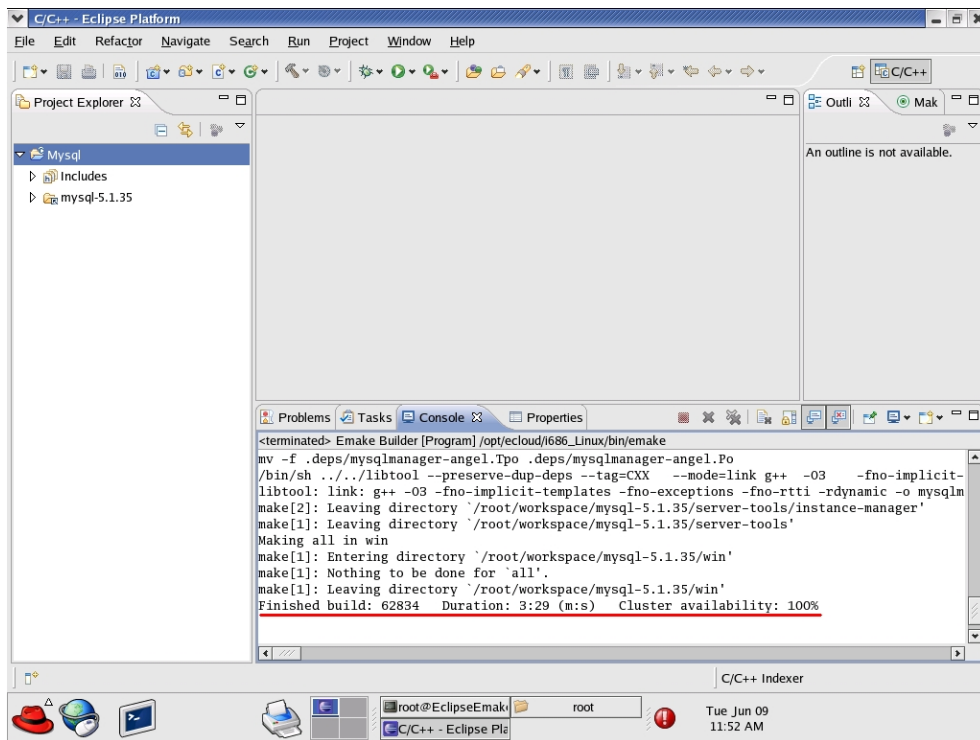 C/C++ - Eclipse Platform
File Edit Refactor Navigate Search Run Project Window Help
C/C++
Project Explorer
Outli
Mak
An outline is not available.
Mysql
Includes
mysql-5.1.35
Problems Tasks Console Properties
<terminated> Emake Builder [Program] /opt/ecloud/i686_Linux/bin/emake
mv -f .deps/mysqlmanager-angel.Tpo .deps/mysqlmanager-angel.Po
/bin/sh ../../libtool --preserve-dup-deps --tag=CXX --mode=link g++ -O3 -fno-implicit-
libtool: link: g++ -O3 -fno-implicit-templates -fno-exceptions -fno-rtti -rdynamic -o mysqlm
make[2]: Leaving directory `/root/workspace/mysql-5.1.35/server-tools/instance-manager'
make[1]: Leaving directory `/root/workspace/mysql-5.1.35/server-tools'
Making all in win
make[1]: Entering directory `/root/workspace/mysql-5.1.35/win'
make[1]: Nothing to be done for `all'.
make[1]: Leaving directory `/root/workspace/mysql-5.1.35/win'
Finished build: 62834 Duration: 3:29 (m:s) Cluster availability: 100%
C/C++ Indexer
root@EclipseEmak
root
C/C++ - Eclipse Pla
Tue Jun 09
11:52 AM